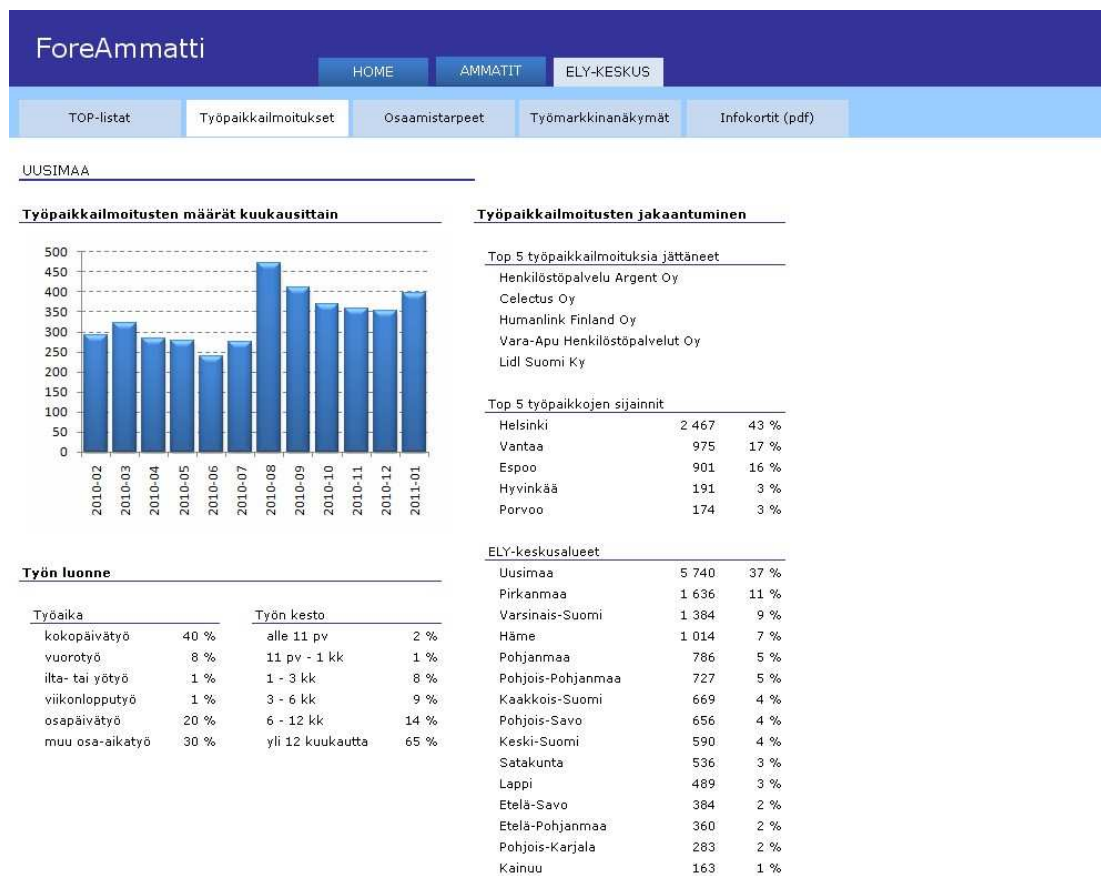 ForeAmmatti
HOME AMMATIT ELY-KESKUS
TOP-listat Työpaikkailmoitukset Osaamistarpeet Työmarkkinanäkymät Infokortit (pdf)
UUSIMAA
Työpaikkailmoitusten määrät kuukausittain
500
450
400
350
300
250
200
150
100
50
0
2010-02 2010-03 2010-04 2010-05 2010-06 2010-07 2010-08 2010-09 2010-10 2010-11 2010-12 2011-01
Työn luonne
Työaika
kokopäivätyö 40 %
vuorotyö 8 %
ilta- tai yötyö 1 %
viikonlopputyö 1 %
osapäivätyö 20 %
muu osa-aikatyö 30 %
Työn kesto
alle 11 pv 2 %
11 pv - 1 kk 1 %
1 - 3 kk 8 %
3 - 6 kk 9 %
6 - 12 kk 14 %
yli 12 kuukautta 65 %
Työpaikkailmoitusten jakaantuminen
Top 5 työpaikkailmoituksia jättäneet
Henkilöstöpalvelu Argent Oy
Celectus Oy
Humanlink Finland Oy
Vara-Apu Henkilöstöpalvelut Oy
Lidl Suomi Ky
Top 5 työpaikkojen sijainnit
Helsinki 2 467 43 %
Vantaa 975 17 %
Espoo 901 16 %
Hyvinkää 191 3 %
Porvoo 174 3 %
ELY-keskusalueet
Uusimaa 5 740 37 %
Pirkanmaa 1 636 11 %
Varsinais-Suomi 1 384 9 %
Häme 1 014 7 %
Pohjanmaa 786 5 %
Pohjois-Pohjanmaa 727 5 %
Kaakkois-Suomi 669 4 %
Pohjois-Savo 656 4 %
Keski-Suomi 590 4 %
Satakunta 536 3 %
Lappi 489 3 %
Etelä-Savo 384 2 %
Etelä-Pohjanmaa 360 2 %
Pohjois-Karjala 283 2 %
Kainuu 163 1 %